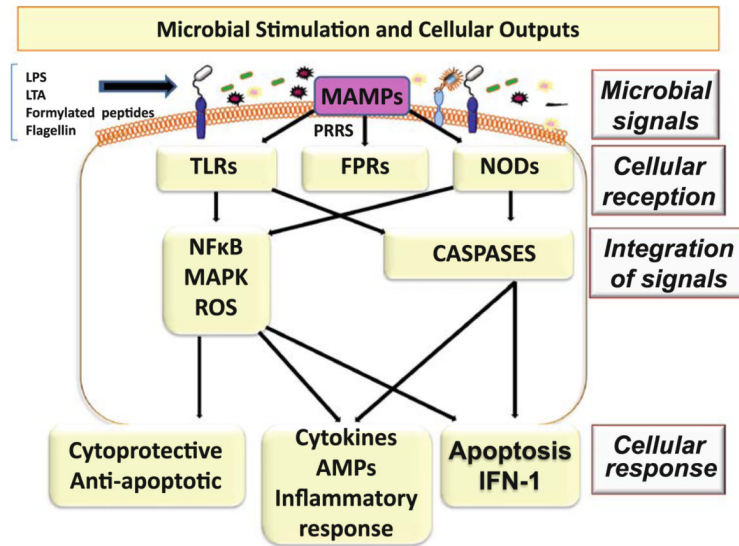 Microbial Stimulation and Cellular Outputs
LPS
LTA
Formylated peptides
Flagellin
MAMPs
PRRS
Microbial
signals
TLRs
FPRs
NODs
Cellular
reception
NFκB
MAPK
ROS
CASPASES
Integration
of signals
Cytoprotective
Anti-apoptotic
Cytokines
AMPs
Inflammatory
response
Apoptosis
IFN-1
Cellular
response